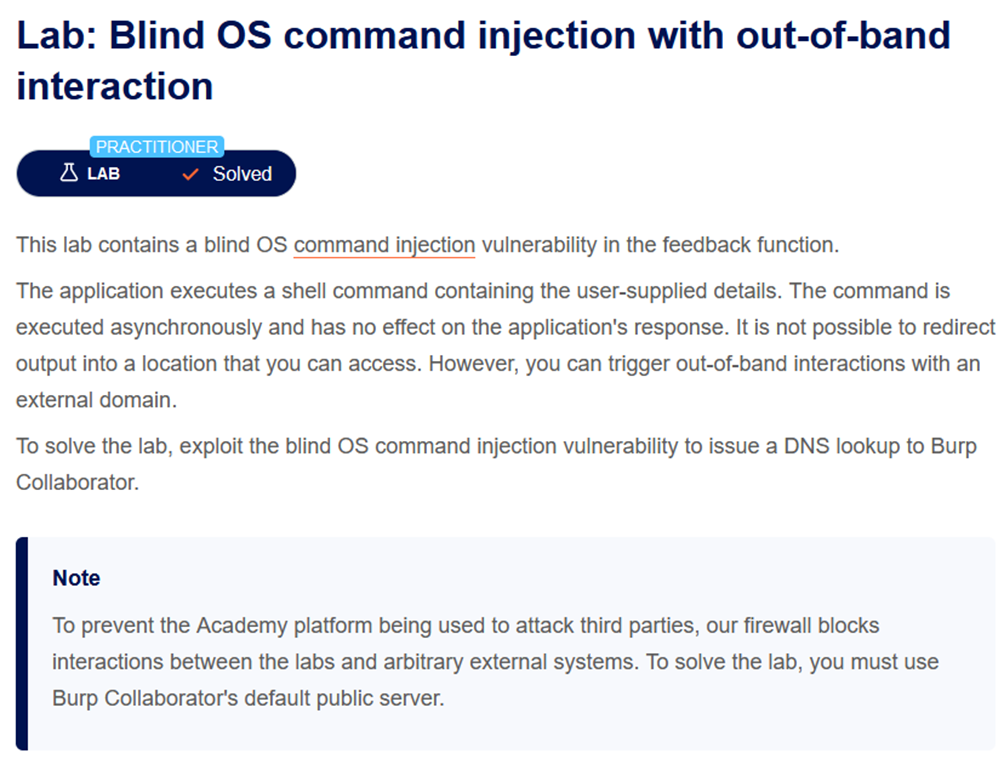 Lab: Blind OS command injection with out-of-band
interaction
PRACTITIONER
LAB Solved
This lab contains a blind OS command injection vulnerability in the feedback function.
The application executes a shell command containing the user-supplied details. The command is
executed asynchronously and has no effect on the application's response. It is not possible to redirect
output into a location that you can access. However, you can trigger out-of-band interactions with an
external domain.
To solve the lab, exploit the blind OS command injection vulnerability to issue a DNS lookup to Burp
Collaborator.
Note
To prevent the Academy platform being used to attack third parties, our firewall blocks
interactions between the labs and arbitrary external systems. To solve the lab, you must use
Burp Collaborator's default public server.